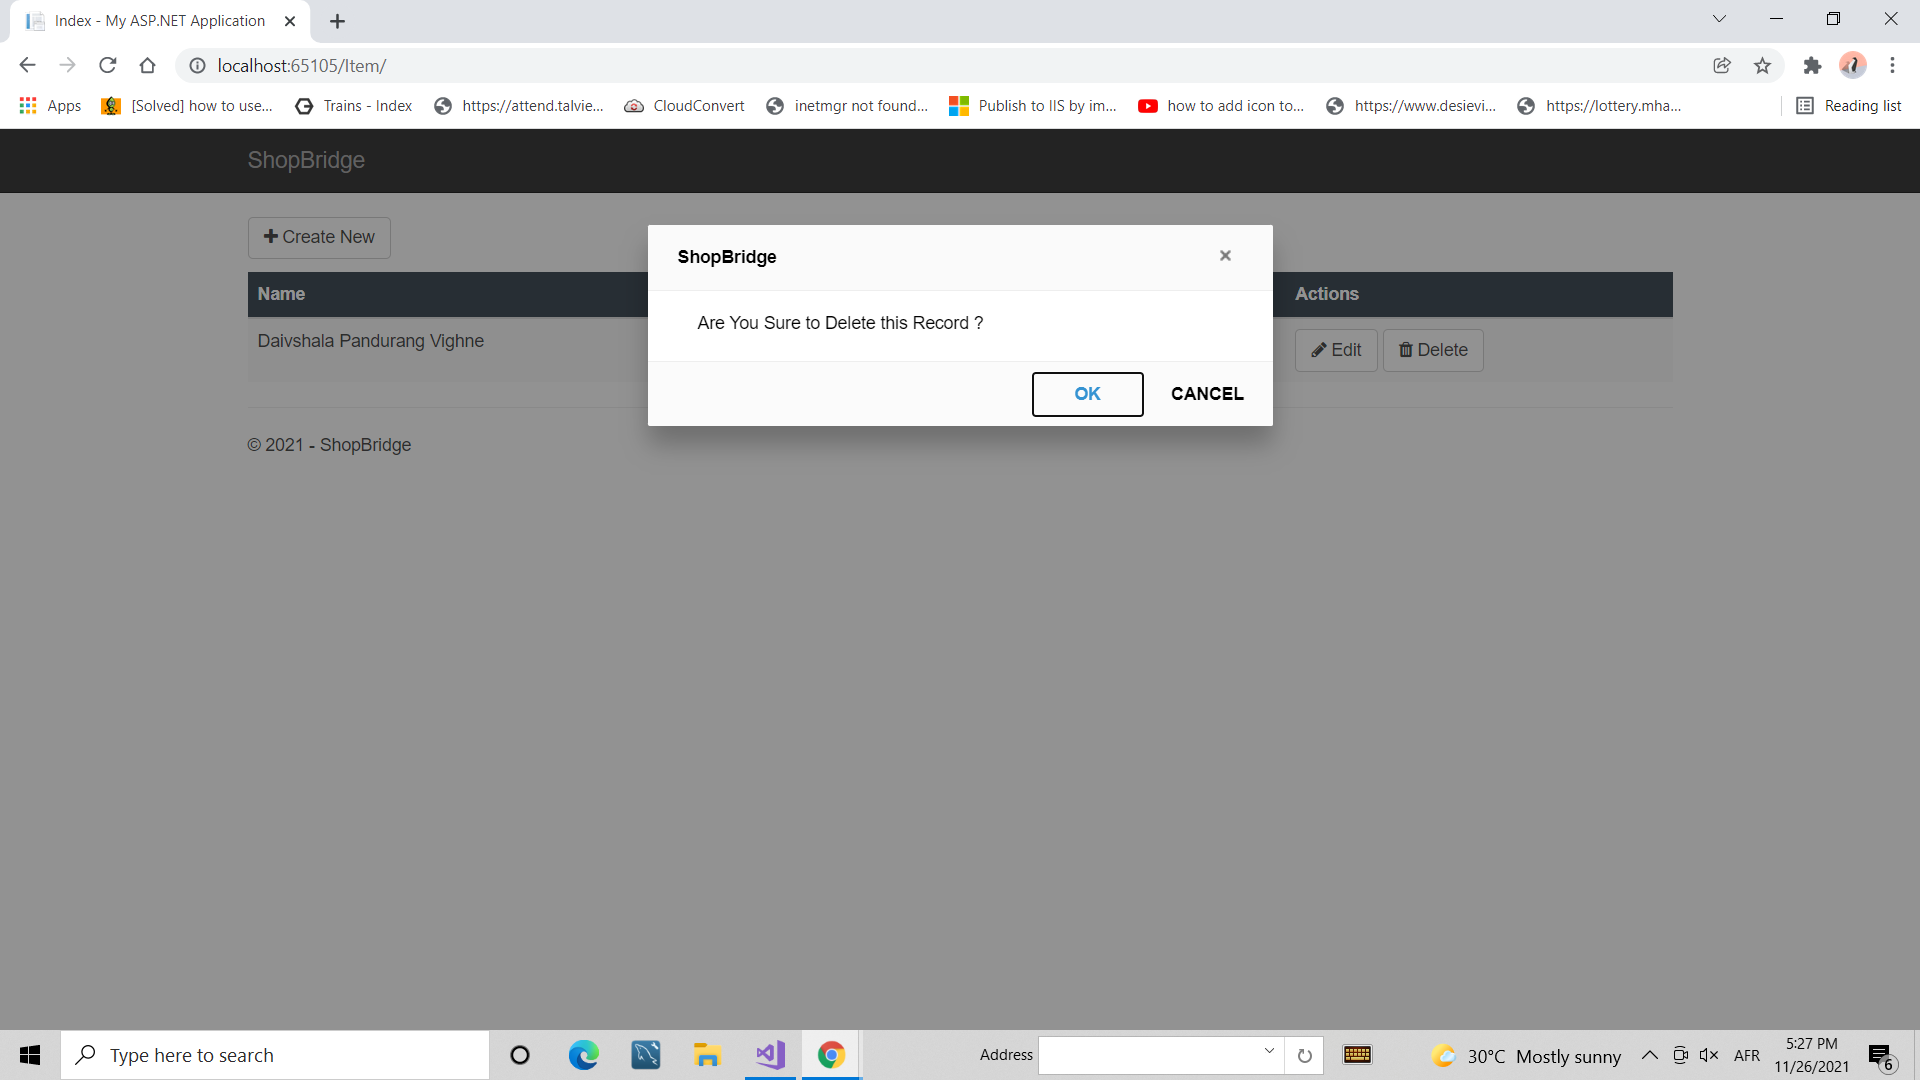 Index - My ASP.NET Application
localhost:65105/Item/
Apps
[Solved] how to use...
Trains - Index
https://attend.talvie...
CloudConvert
inetmgr not found...
Publish to IIS by im...
how to add icon to...
https://www.desievi...
https://lottery.mha...
Reading list
ShopBridge
Create New
ShopBridge
Name
Actions
Are You Sure to Delete this Record ?
Daivshala Pandurang Vighne
Edit
Delete
OK
CANCEL
© 2021 - ShopBridge
Type here to search
Address
30°C Mostly sunny
AFR
5:27 PM
11/26/2021
6